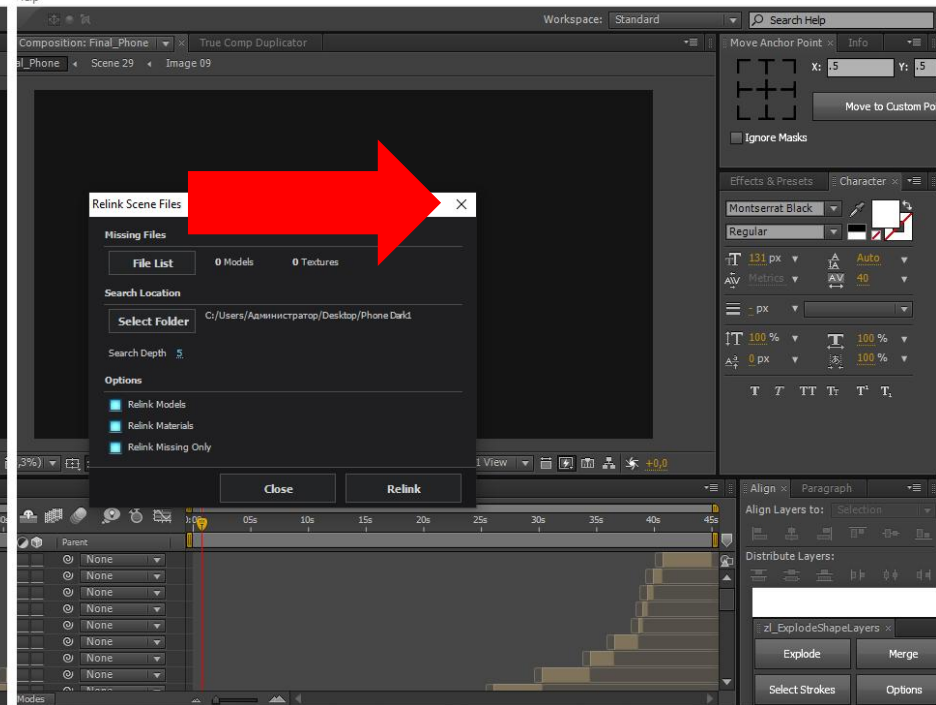 Workspace: Standard
Search Help
Composition: Final_Phone
True Comp Duplicator
al_Phone Scene 29 Image 09
Move Anchor Point Info
X: .5 Y: .5
Move to Custom Po
Ignore Masks
Relink Scene Files
Missing Files
File List 0 Models 0 Textures
Search Location
Select Folder C:/Users/Администратор/Desktop/Phone Dark1
Search Depth 5
Options
Relink Models
Relink Materials
Relink Missing Only
Close Relink
Effects & Presets Character
Montserrat Black
Regular
131 px Auto
Metrics 40
- px
100 % 100 %
0 px 100 %
T T TT Tт T¹ T₁
,3%) 1 View +0,0
Align Paragraph
Align Layers to: Selection
Distribute Layers:
05s 10s 15s 20s 25s 30s 35s 40s 45s
Parent
None
None
None
None
None
None
None
None
None
Modes
zl_ExplodeShapeLayers
Explode Merge
Select Strokes Options